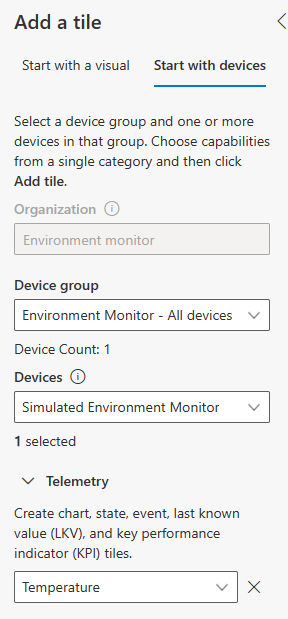 Add a tile
Start with a visual Start with devices
Select a device group and one or more
devices in that group. Choose capabilities
from a single category and then click
Add tile.
Organization
Environment monitor
Device group
Environment Monitor - All devices
Device Count: 1
Devices
Simulated Environment Monitor
1 selected
Telemetry
Create chart, state, event, last known
value (LKV), and key performance
indicator (KPI) tiles.
Temperature